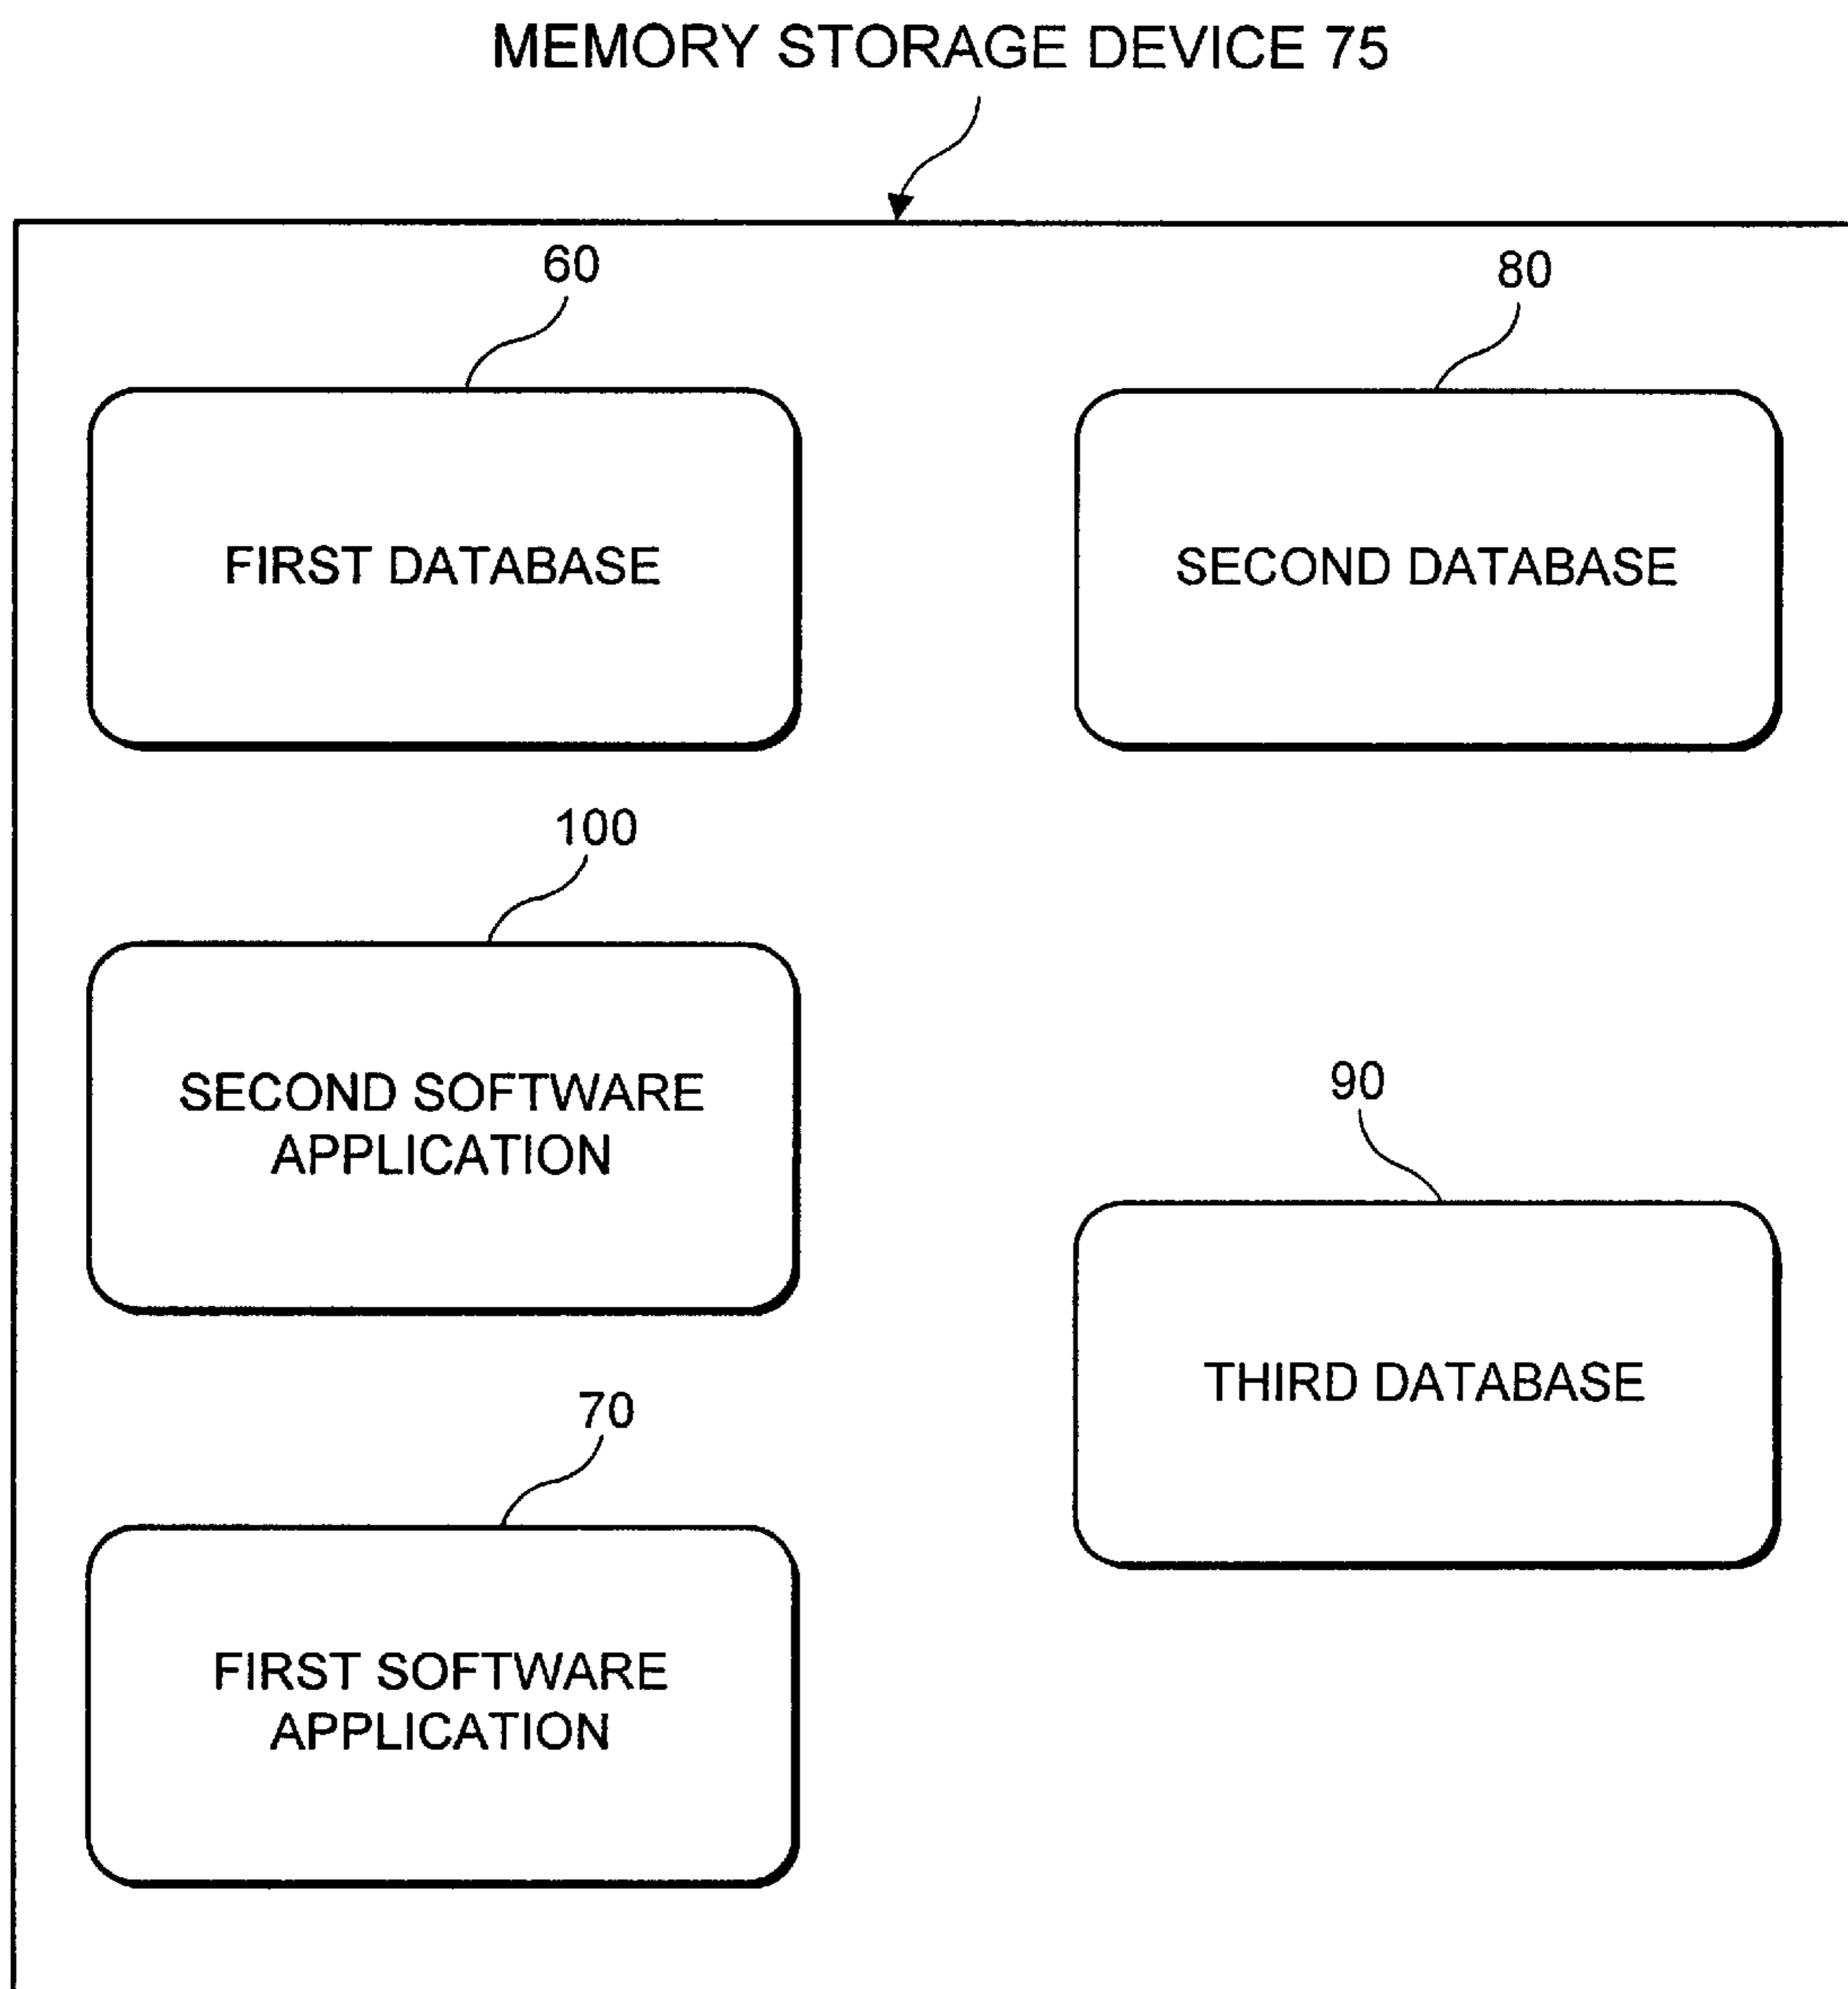 MEMORY STORAGE DEVICE 75
60
80
FIRST DATABASE
SECOND DATABASE
100
SECOND SOFTWARE
APPLICATION
90
THIRD DATABASE
70
FIRST SOFTWARE
APPLICATION